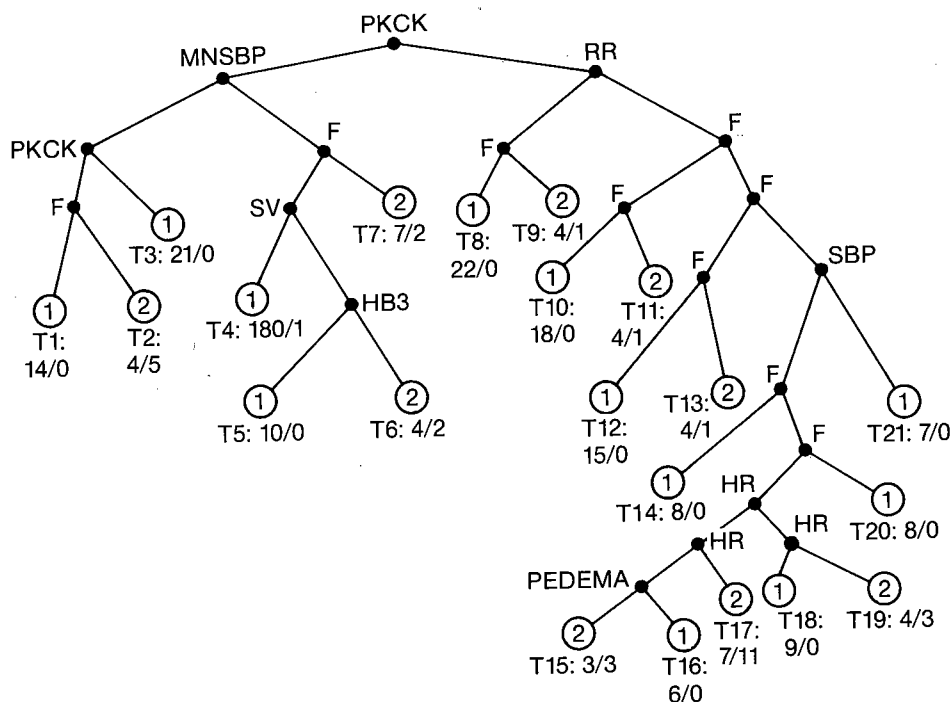 PKCK
MNSBP
RR
PKCK
F
F
F
F
SV
F
F
1
2
1
2
T3: 21/0
T7: 7/2
T8:
22/0
T9: 4/1
F
SBP
1
2
1
HB3
1
2
T1:
14/0
T2:
4/5
T4: 180/1
T10:
18/0
T11:
4/1
1
2
1
2
F
1
T5: 10/0
T6: 4/2
T12:
15/0
T13:
4/1
T21: 7/0
F
1
HR
1
T14: 8/0
HR
T20: 8/0
HR
PEDEMA
2
1
2
1
2
T15: 3/3
T16:
6/0
T17:
7/11
T18:
9/0
T19: 4/3